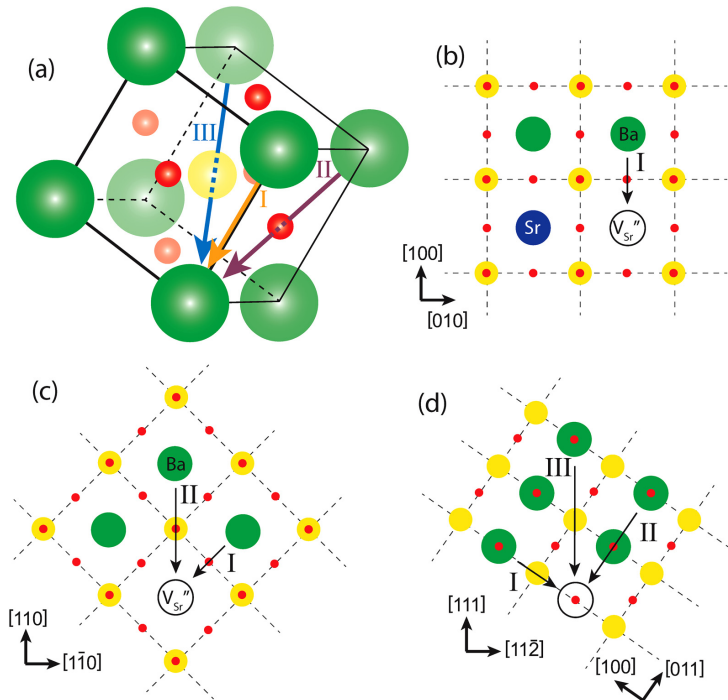 (a)
III
I
II
(b)
Ba
I
Sr
V_Sr″
[100]
[010]
(c)
Ba
II
I
V_Sr″
[110]
[11̄0]
(d)
III
II
I
[111]
[112̄]
[100]
[011]